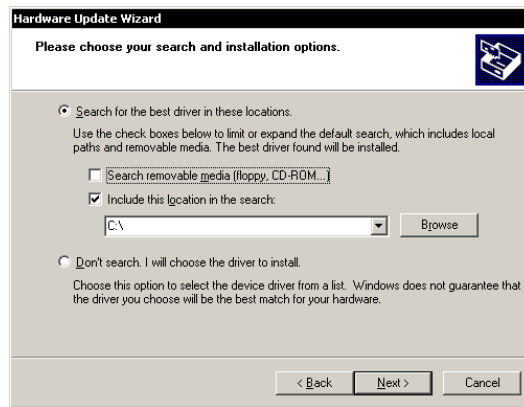 Hardware Update Wizard
Please choose your search and installation options.
Search for the best driver in these locations.
Use the check boxes below to limit or expand the default search, which includes local
paths and removable media. The best driver found will be installed.
Search removable media (floppy, CD-ROM...)
Include this location in the search:
C:\
Browse
Don't search. I will choose the driver to install.
Choose this option to select the device driver from a list. Windows does not guarantee that
the driver you choose will be the best match for your hardware.
< Back Next > Cancel